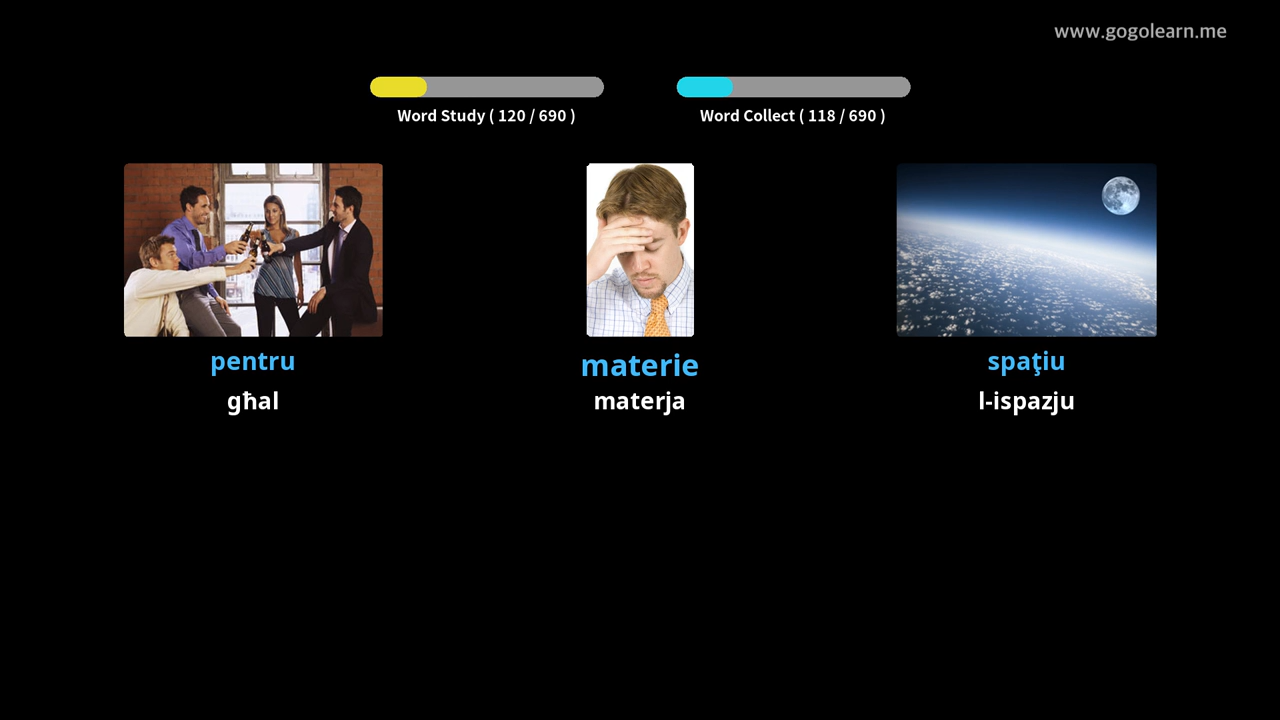 www.gogolearn.me
Word Study ( 120 / 690 )
Word Collect ( 118 / 690 )
pentru
materie
spaţiu
għal
materja
l-ispazju